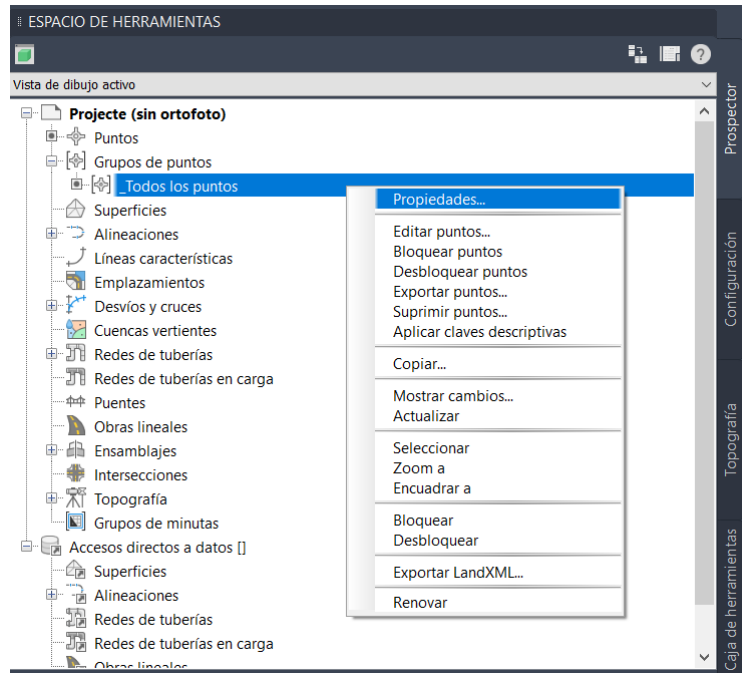 ESPACIO DE HERRAMIENTAS
Vista de dibujo activo
Projecte (sin ortofoto)
Puntos
Grupos de puntos
_Todos los puntos
Superficies
Alineaciones
Líneas características
Emplazamientos
Desvíos y cruces
Cuencas vertientes
Redes de tuberías
Redes de tuberías en carga
Puentes
Obras lineales
Ensamblajes
Intersecciones
Topografía
Grupos de minutas
Accesos directos a datos []
Superficies
Alineaciones
Redes de tuberías
Redes de tuberías en carga
Obras lineales
Propiedades...
Editar puntos...
Bloquear puntos
Desbloquear puntos
Exportar puntos...
Suprimir puntos...
Aplicar claves descriptivas
Copiar...
Mostrar cambios...
Actualizar
Seleccionar
Zoom a
Encuadrar a
Bloquear
Desbloquear
Exportar LandXML...
Renovar
Prospector
Configuración
Topografía
Caja de herramientas